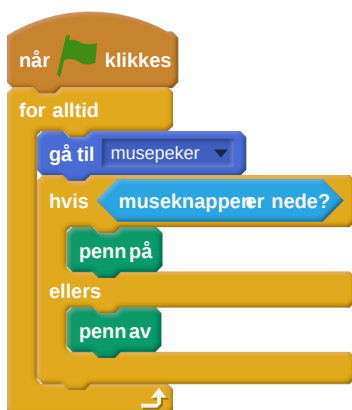 når klikkes
for alltid
gå til musepeker
hvis museknappen er nede?
penn på
ellers
penn av